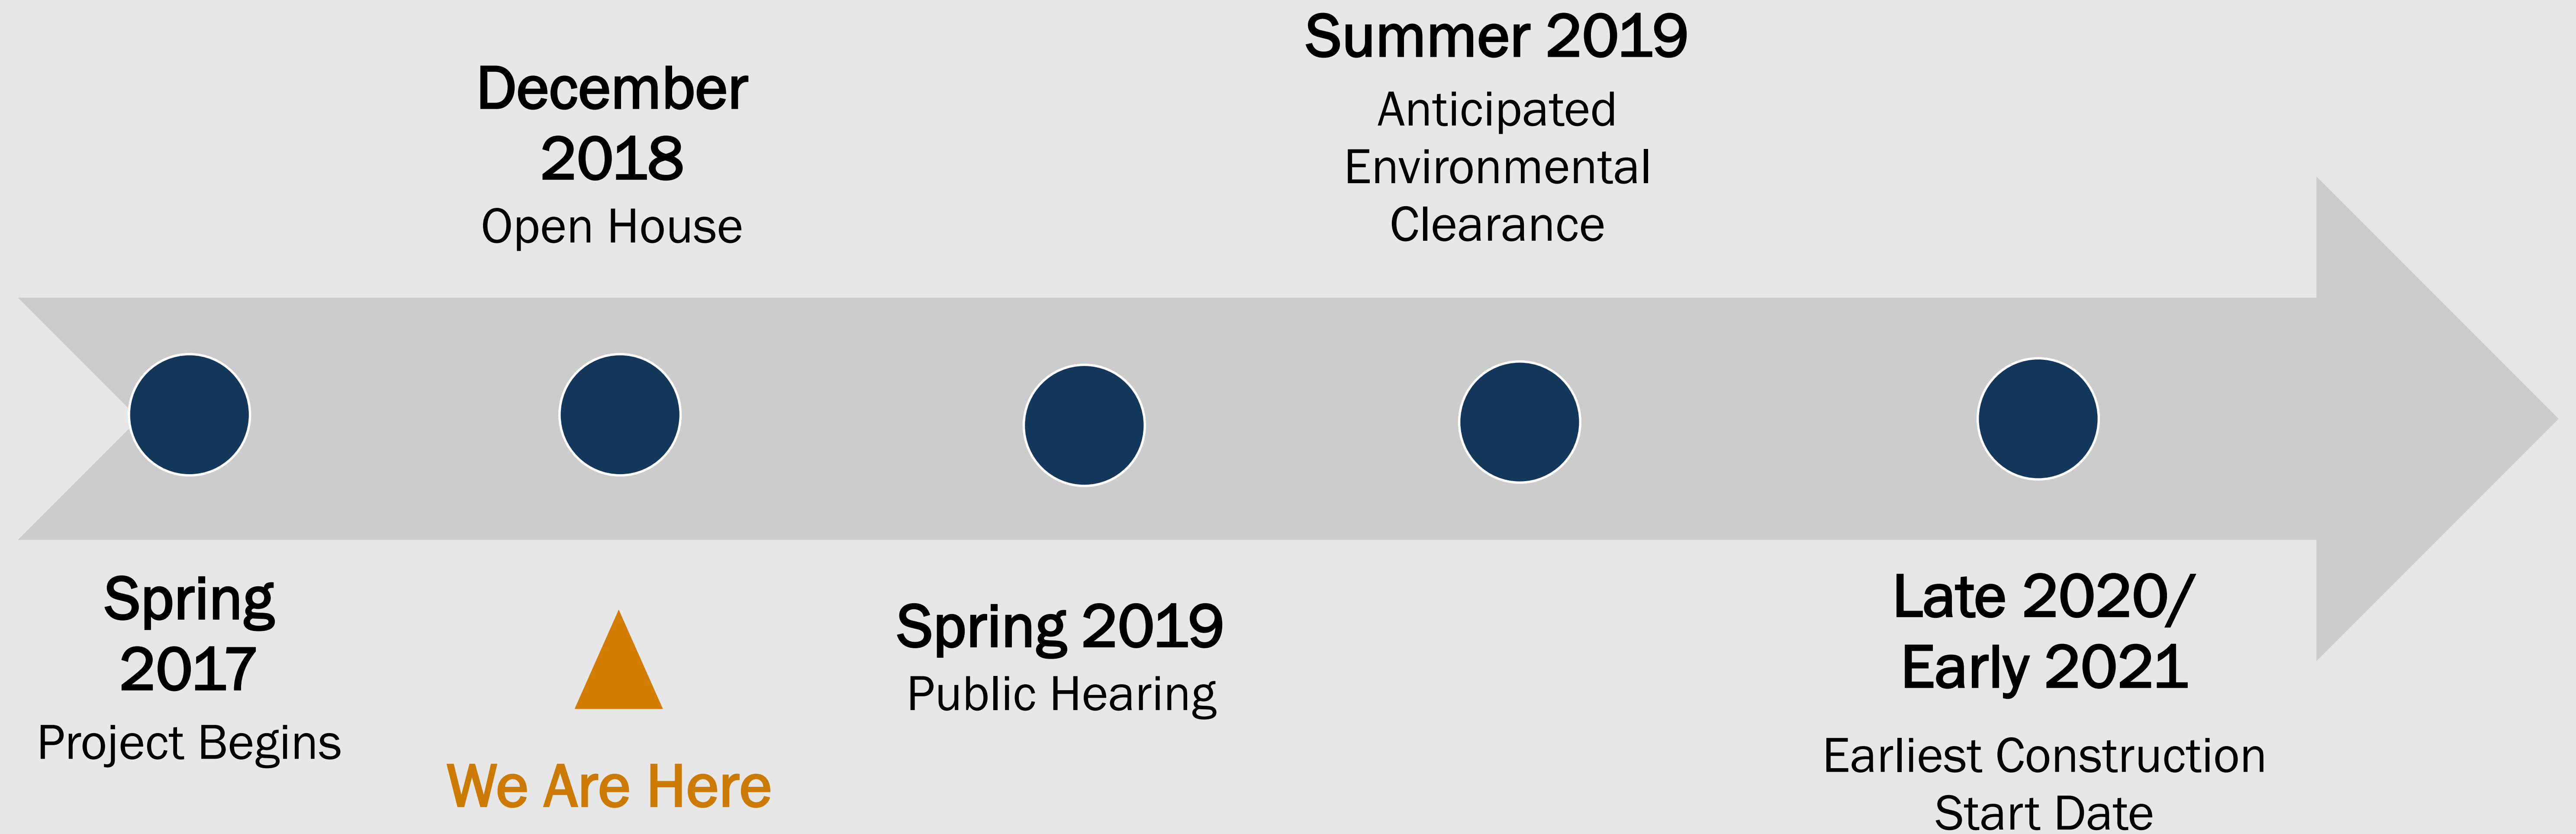 Spring
2017
Project Begins
December
2018
Open House
We Are Here
Spring 2019
Public Hearing
Summer 2019
Anticipated
Environmental
Clearance
Late 2020/
Early 2021
Earliest Construction
Start Date